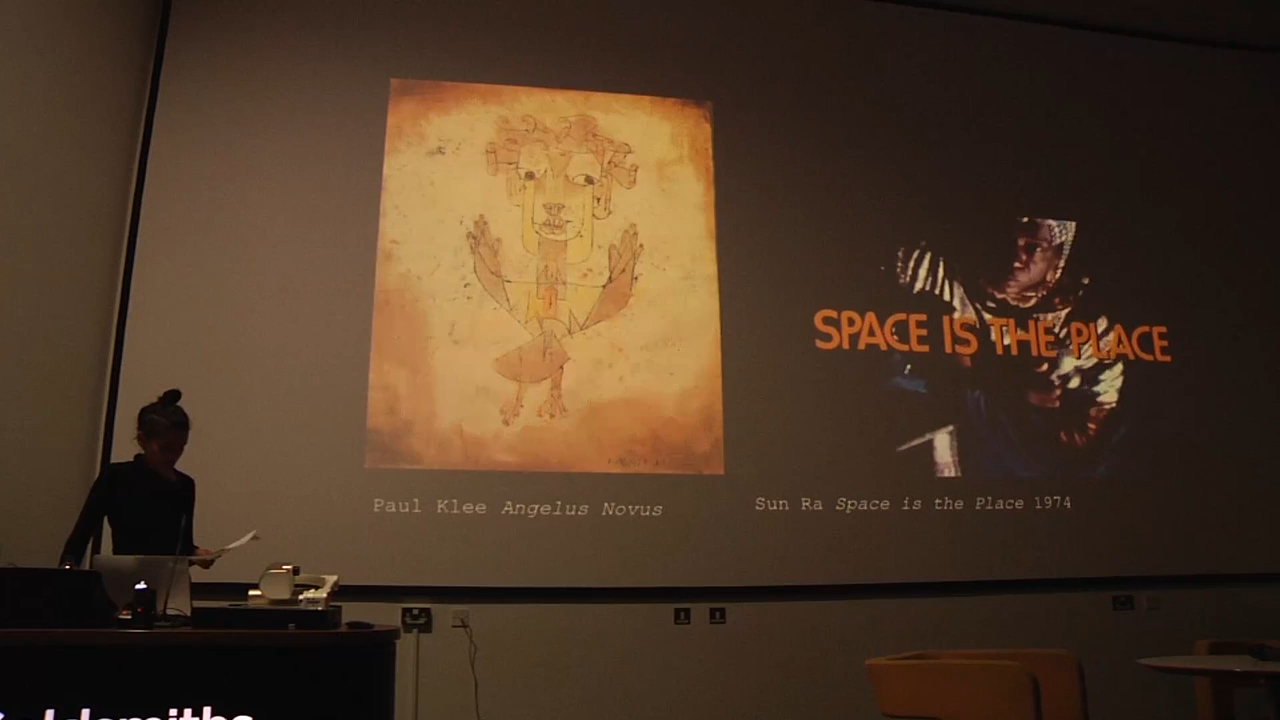 SPACE IS THE PLACE
Paul Klee Angelus Novus
Sun Ra Space is the Place 1974